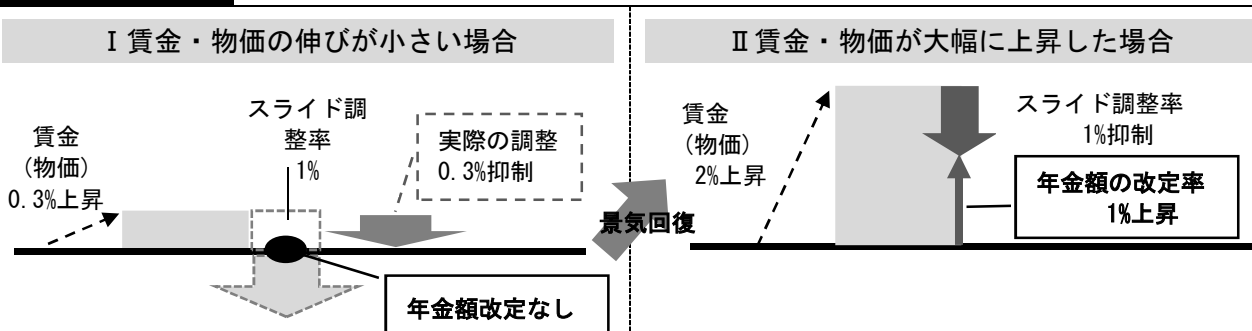 Ⅰ賃金・物価の伸びが小さい場合
賃金
(物価)
0.3%上昇
スライド調
整率
1%
実際の調整
0.3%抑制
年金額改定なし
景気回復
Ⅱ賃金・物価が大幅に上昇した場合
賃金
(物価)
2%上昇
スライド調整率
1%抑制
年金額の改定率
1%上昇